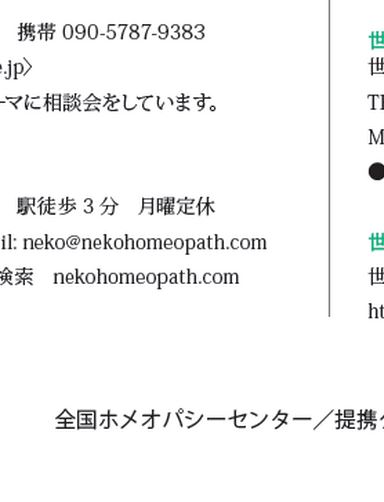 携帯 090-5787-9383
e.jp〉
ーマに相談会をしています。
駅徒歩 3 分　月曜定休
il: neko@nekohomeopath.com
検索　nekohomeopath.com
世
世
M
●
世
世
ht
全国ホメオパシーセンター／提携